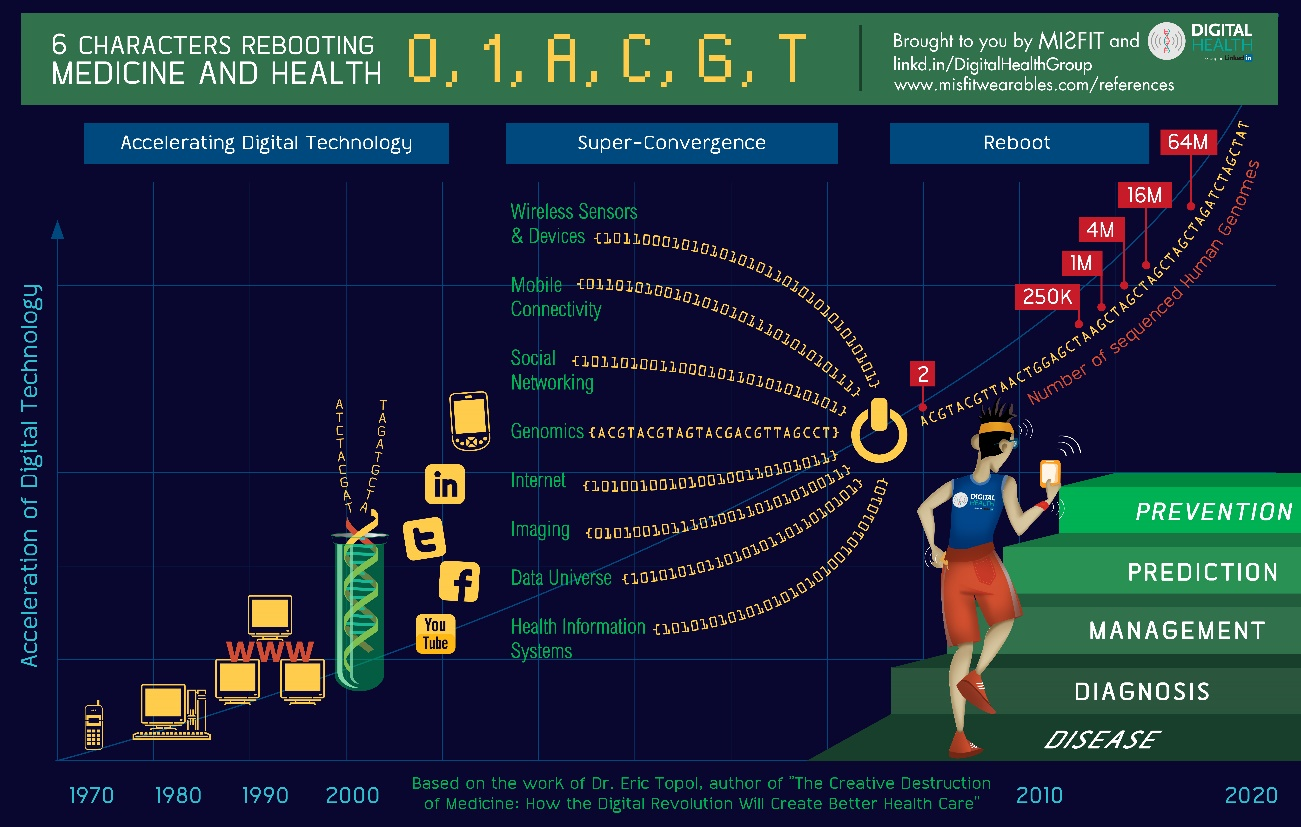 6 CHARACTERS REBOOTING
MEDICINE AND HEALTH
0, 1, A, C, G, T
Brought to you by MISFIT and
linkd.in/DigitalHealthGroup
www.misfitwearables.com/references
DIGITAL
HEALTH
LinkedIn
Accelerating Digital Technology
Super-Convergence
Reboot
64M
16M
4M
1M
250K
2
Number of sequenced Human Genomes
Acceleration of Digital Technology
Wireless Sensors
& Devices
Mobile
Connectivity
Social
Networking
Genomics {ACGTACGTAGTACGACGTTAGCCT}
Internet
Imaging
Data Universe
Health Information
Systems
ATCTACGAT
TAGATGCTA
in
t
f
You
Tube
WWW
DIGITAL
HEALTH
PREVENTION
PREDICTION
MANAGEMENT
DIAGNOSIS
DISEASE
Based on the work of Dr. Eric Topol, author of "The Creative Destruction
of Medicine: How the Digital Revolution Will Create Better Health Care"
1970
1980
1990
2000
2010
2020